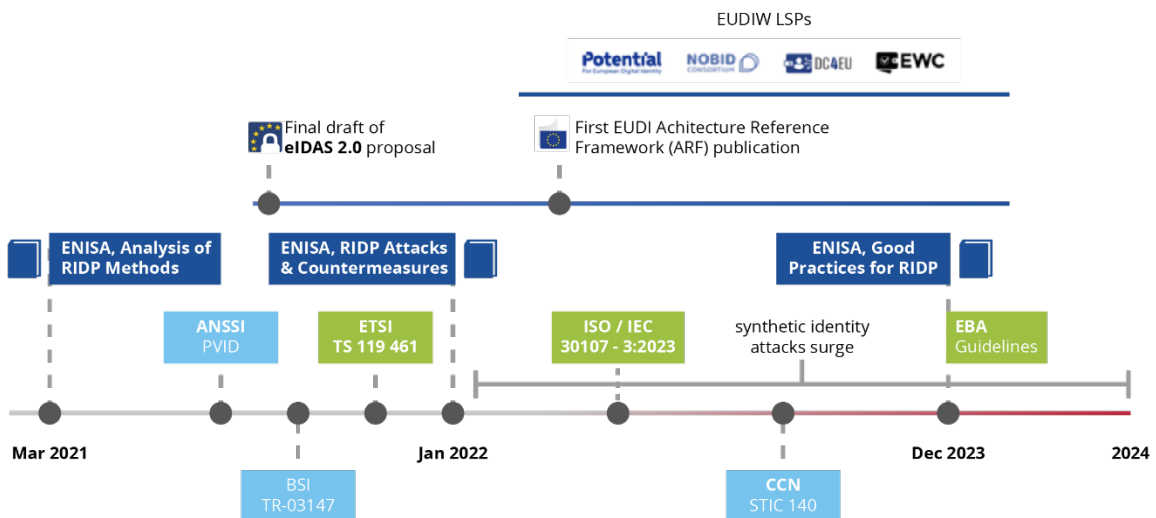 EUDIW LSPs
Potential
For European Digital Identity
NOBID
CONSORTIUM
DC4EU
EWC
Final draft of
eIDAS 2.0 proposal
First EUDI Achitecture Reference
Framework (ARF) publication
ENISA, Analysis of
RIDP Methods
ENISA, RIDP Attacks
& Countermeasures
ENISA, Good
Practices for RIDP
ANSSI
PVID
ETSI
TS 119 461
ISO / IEC
30107 - 3:2023
synthetic identity
attacks surge
EBA
Guidelines
Mar 2021
Jan 2022
Dec 2023
2024
BSI
TR-03147
CCN
STIC 140